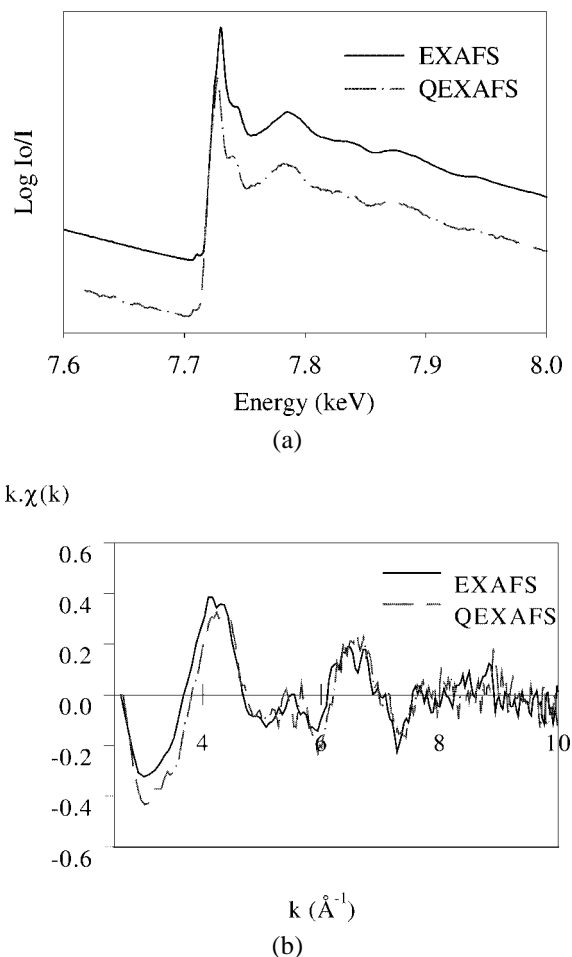 EXAFS
QEXAFS
Log Io/I
7.6 7.7 7.8 7.9 8.0
Energy (keV)
(a)
k.χ(k)
0.6
EXAFS
0.4
QEXAFS
0.2
0.0
4 6 8 10
-0.2
-0.4
-0.6
k (Å-1)
(b)